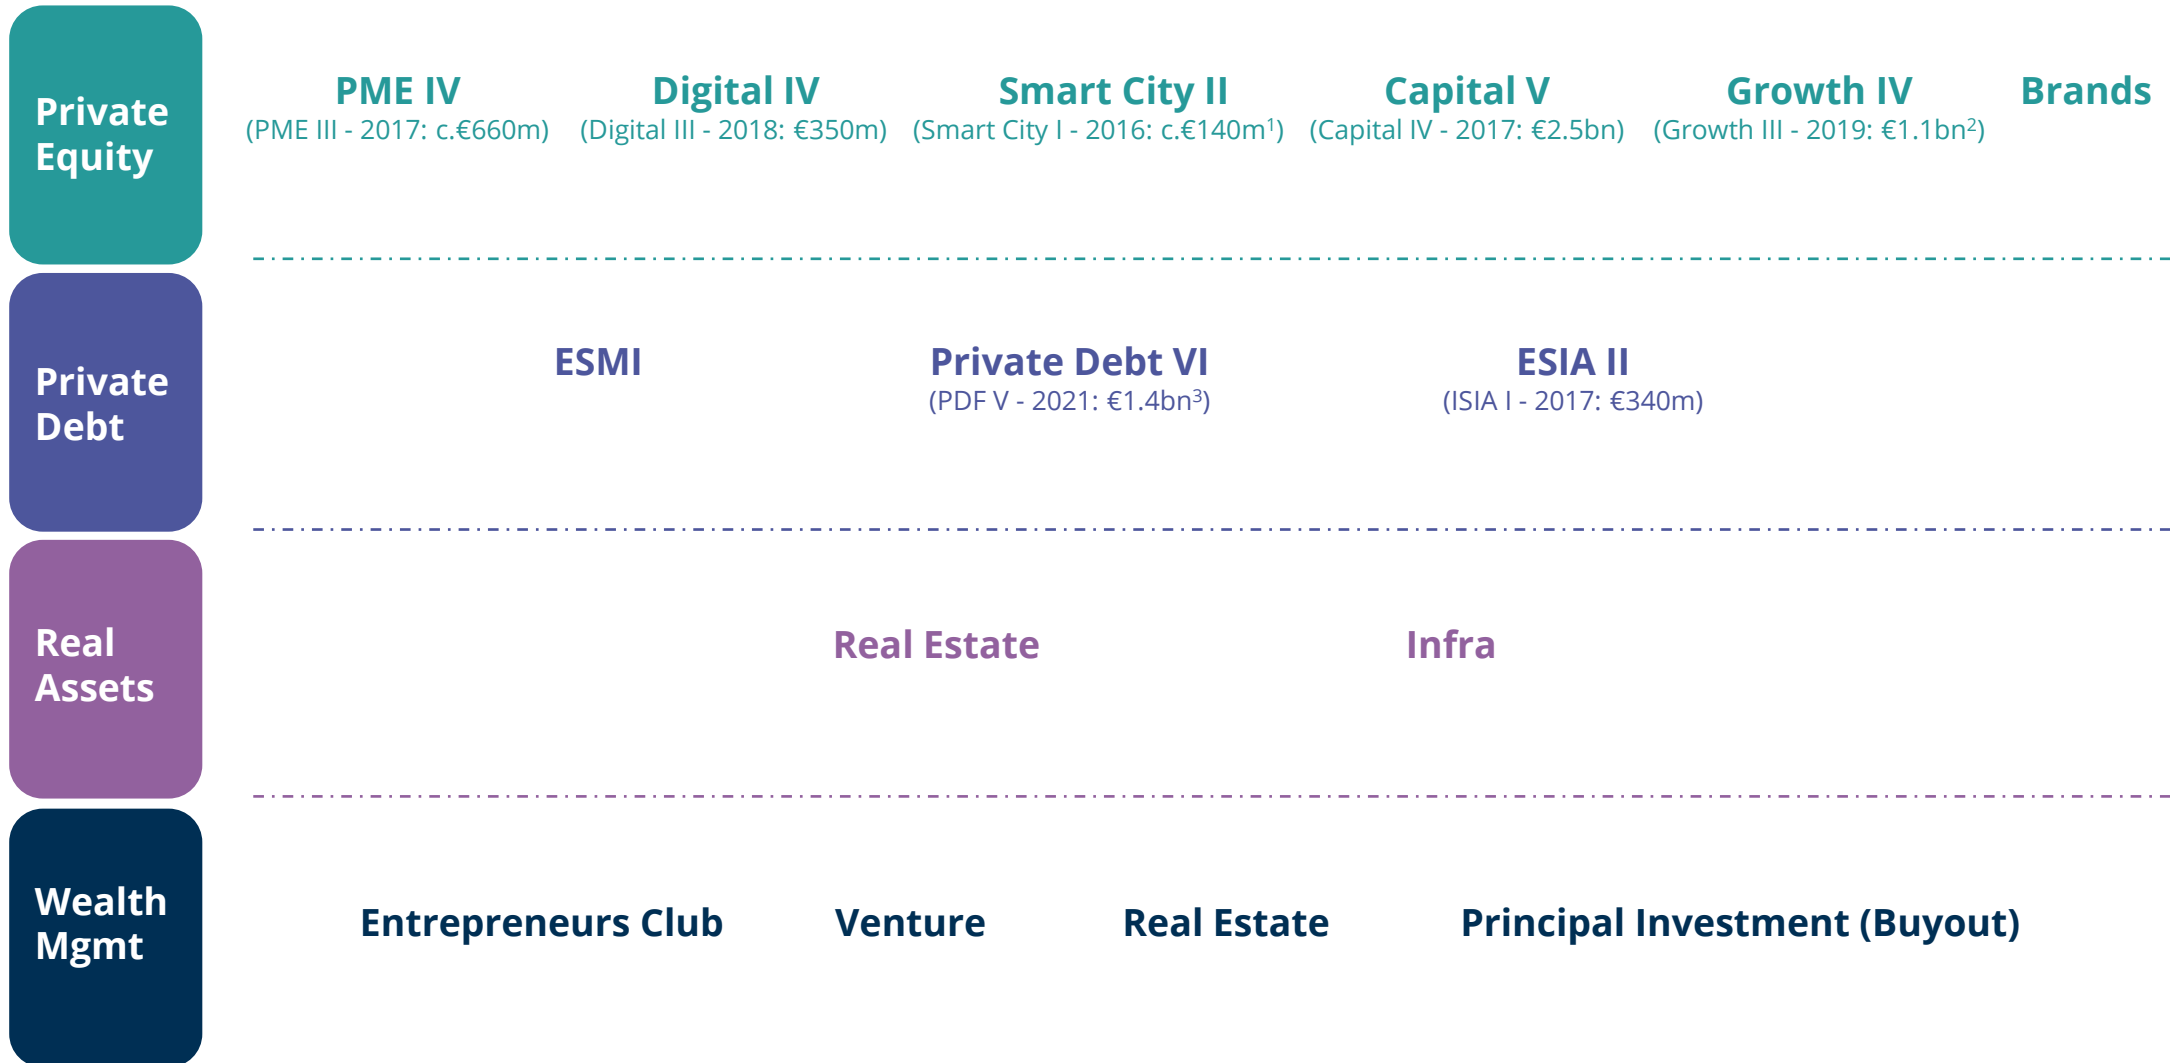 Private
Equity
PME IV
(PME III - 2017: c.€660m)
Digital IV
(Digital III - 2018: €350m)
Smart City II
(Smart City I - 2016: c.€140m¹)
Capital V
(Capital IV - 2017: €2.5bn)
Growth IV
(Growth III - 2019: €1.1bn²)
Brands
Private
Debt
ESMI
Private Debt VI
(PDF V - 2021: €1.4bn³)
ESIA II
(ISIA I - 2017: €340m)
Real
Assets
Real Estate
Infra
Wealth
Mgmt
Entrepreneurs Club
Venture
Real Estate
Principal Investment (Buyout)